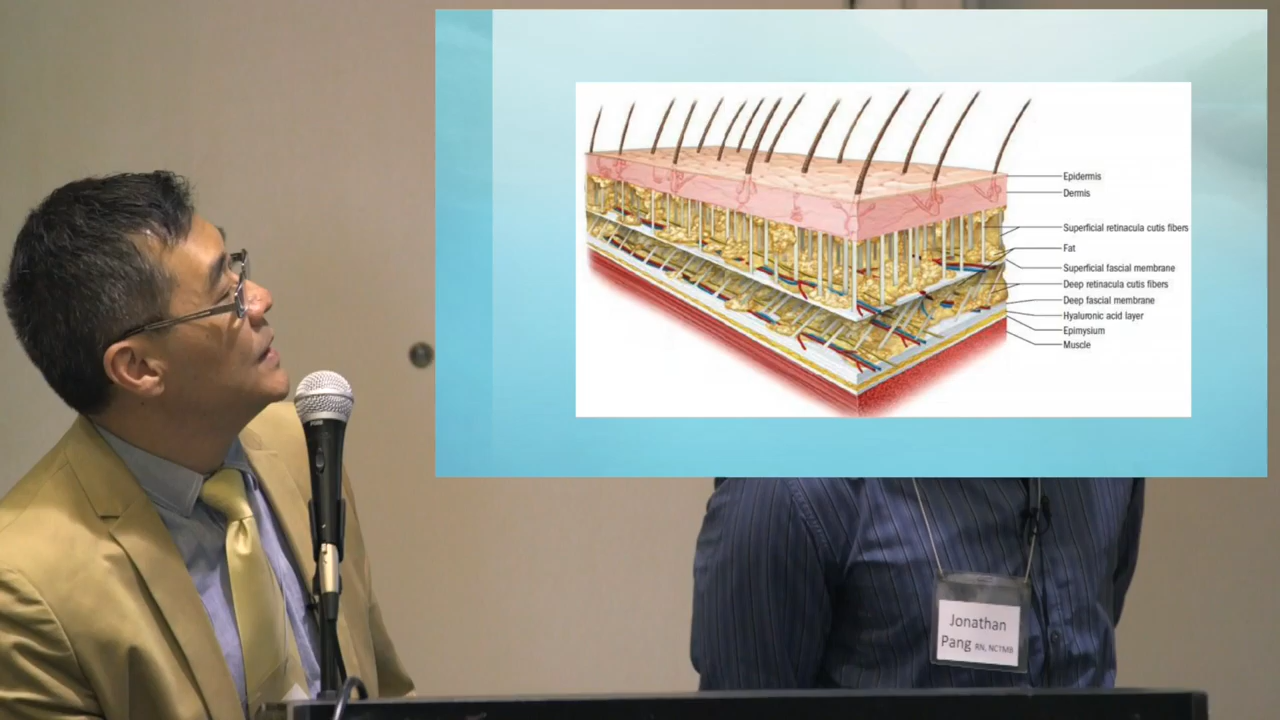 Epidermis
Dermis
Superficial retinacula cutis fibers
Fat
Superficial fascial membrane
Deep retinacula cutis fibers
Deep fascial membrane
Hyaluronic acid layer
Epimysium
Muscle
Jonathan
Pang RN, NCTMB